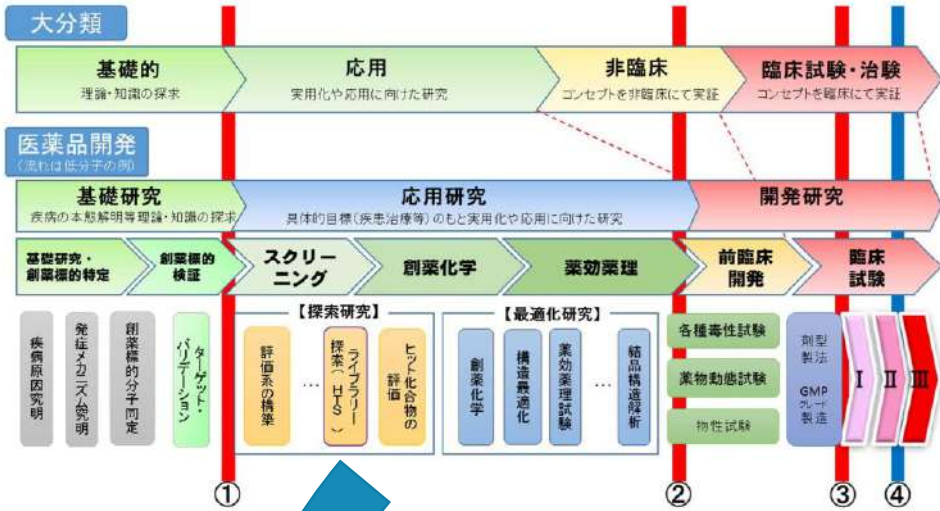 大分類
基礎的
理論・知識の探求
応用
実用化や応用に向けた研究
非臨床
コンセプトを非臨床にて実証
臨床試験・治験
コンセプトを臨床にて実証
医薬品開発
(流れは低分子の例)
基礎研究
疾病の本態解明等理論・知識の探求
応用研究
具体的目標(疾患治療等)のもと実用化や応用に向けた研究
開発研究
基礎研究・
創薬標的特定
創薬標的
検証
スクリー
ニング
創薬化学
薬効薬理
前臨床
開発
臨床
試験
疾病原因究明
発症メカニズム究明
創薬標的分子同定
ターゲット・
バリデーション
【探索研究】
評価系の構築
…
ライブラリー
探索(HTS)
ヒット化合物の
評価
【最適化研究】
創薬化学
構造最適化
薬効薬理試験
…
結晶構造解析
各種毒性試験
薬物動態試験
物性試験
剤型
製法
GMP
グレード
製造
Ⅰ
Ⅱ
Ⅲ
①
②
③
④